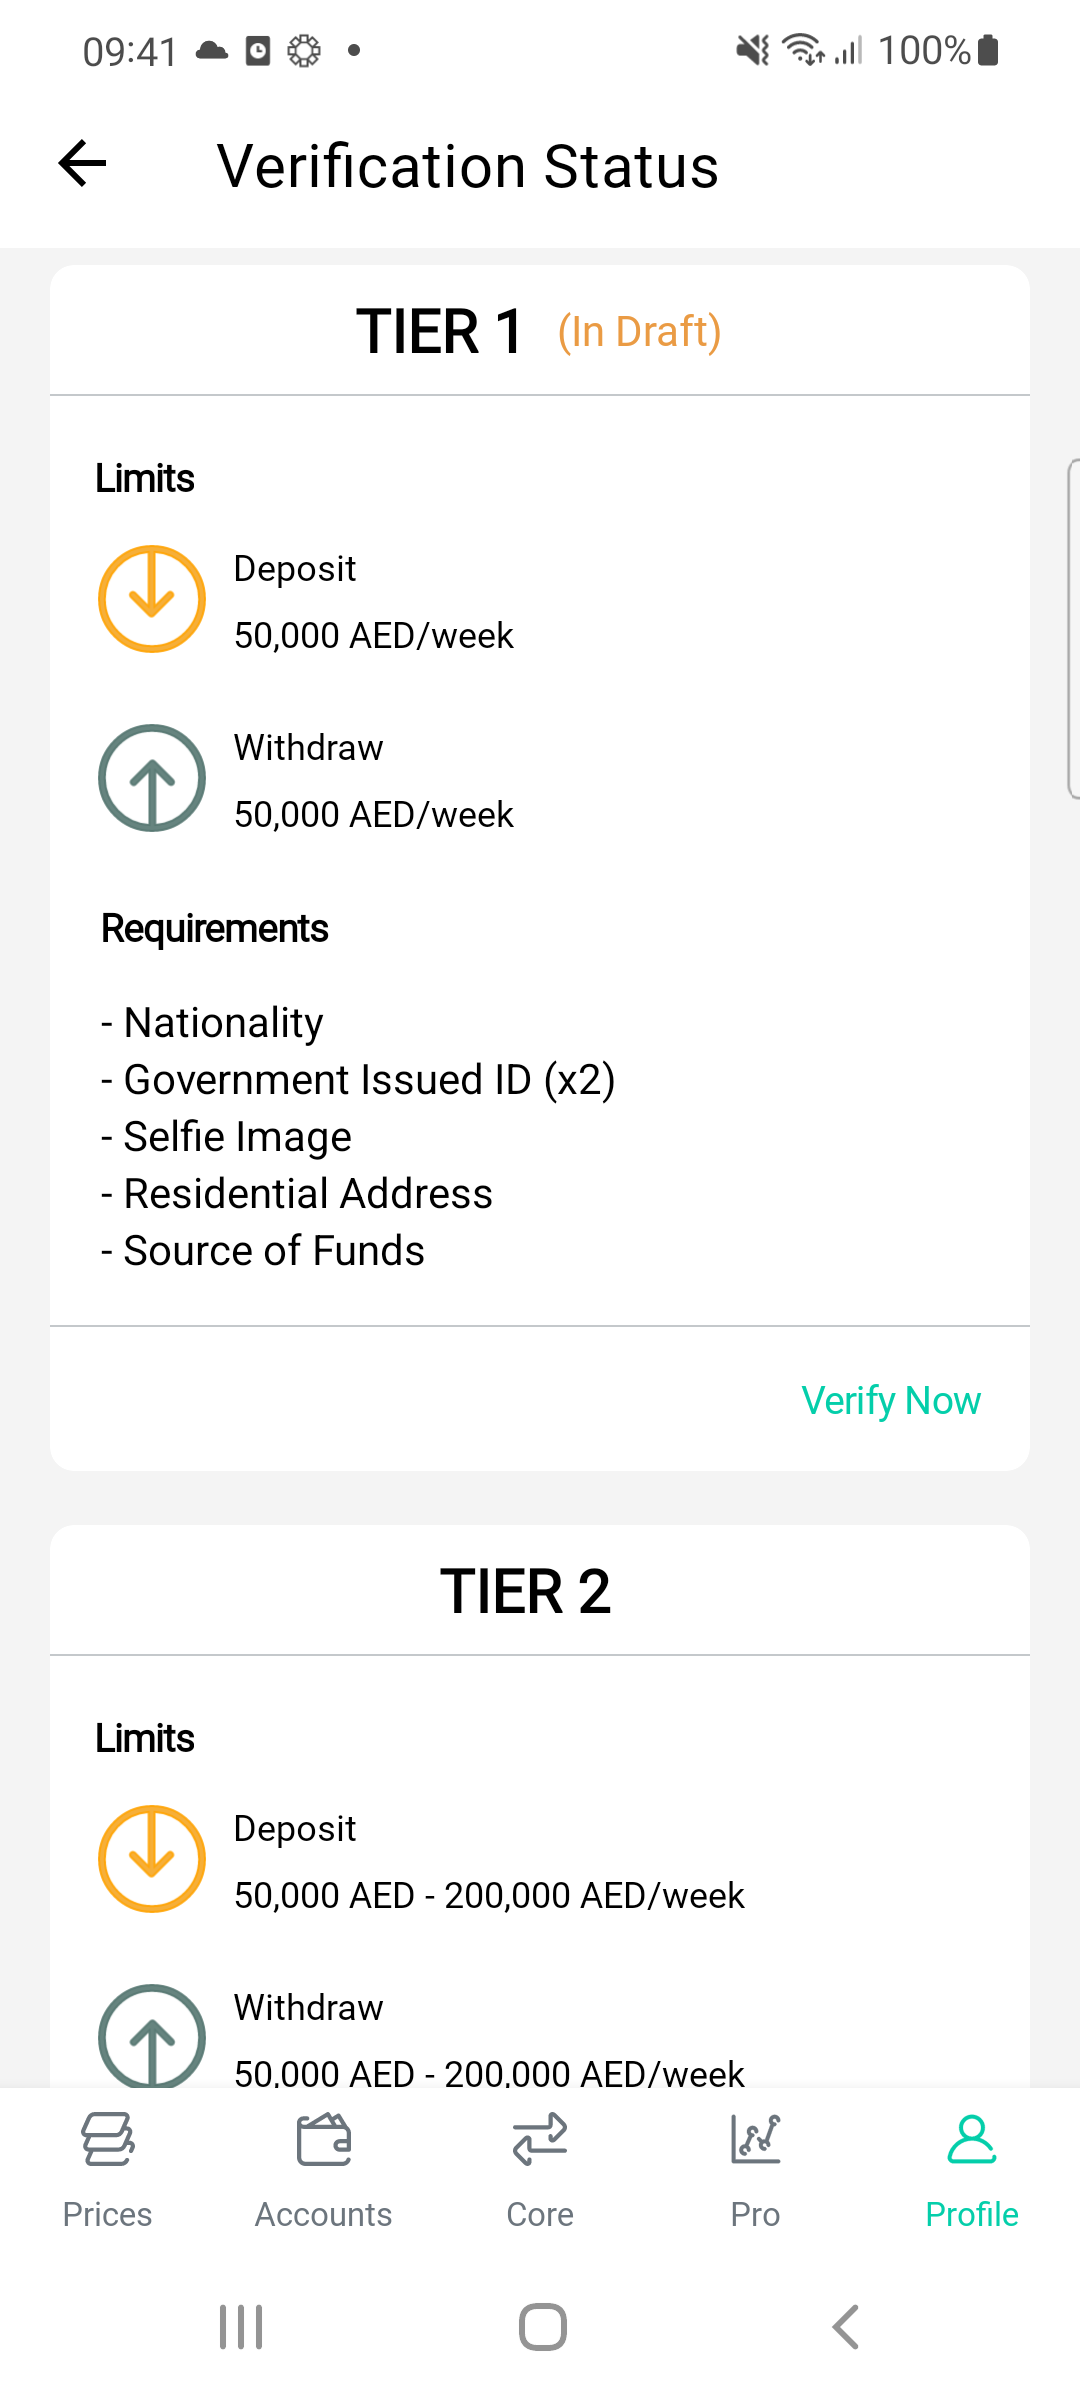 09:41
100%
Verification Status
TIER 1 (In Draft)
Limits
Deposit
50,000 AED/week
Withdraw
50,000 AED/week
Requirements
- Nationality
- Government Issued ID (x2)
- Selfie Image
- Residential Address
- Source of Funds
Verify Now
TIER 2
Limits
Deposit
50,000 AED - 200,000 AED/week
Withdraw
50,000 AED - 200,000 AED/week
Prices
Accounts
Core
Pro
Profile